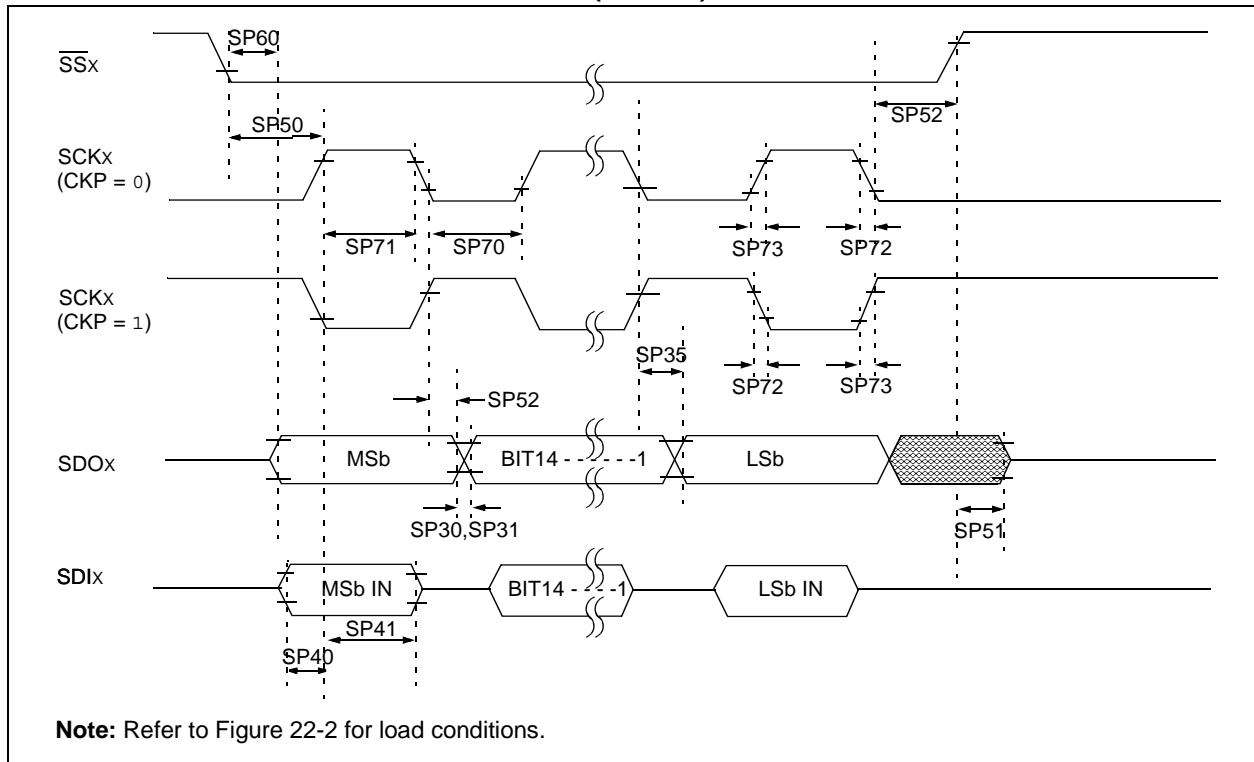 SP60
SSX
SP50
SP52
SCKX
(CKP = 0)
SP71
SP70
SP73
SP72
SCKX
(CKP = 1)
SP35
SP72
SP73
SP52
SDOX
MSb
BIT14 - - - - - -1
LSb
SP30,SP31
SP51
SDIX
MSb IN
BIT14 - - - -1
LSb IN
SP41
SP40
Note: Refer to Figure 22-2 for load conditions.